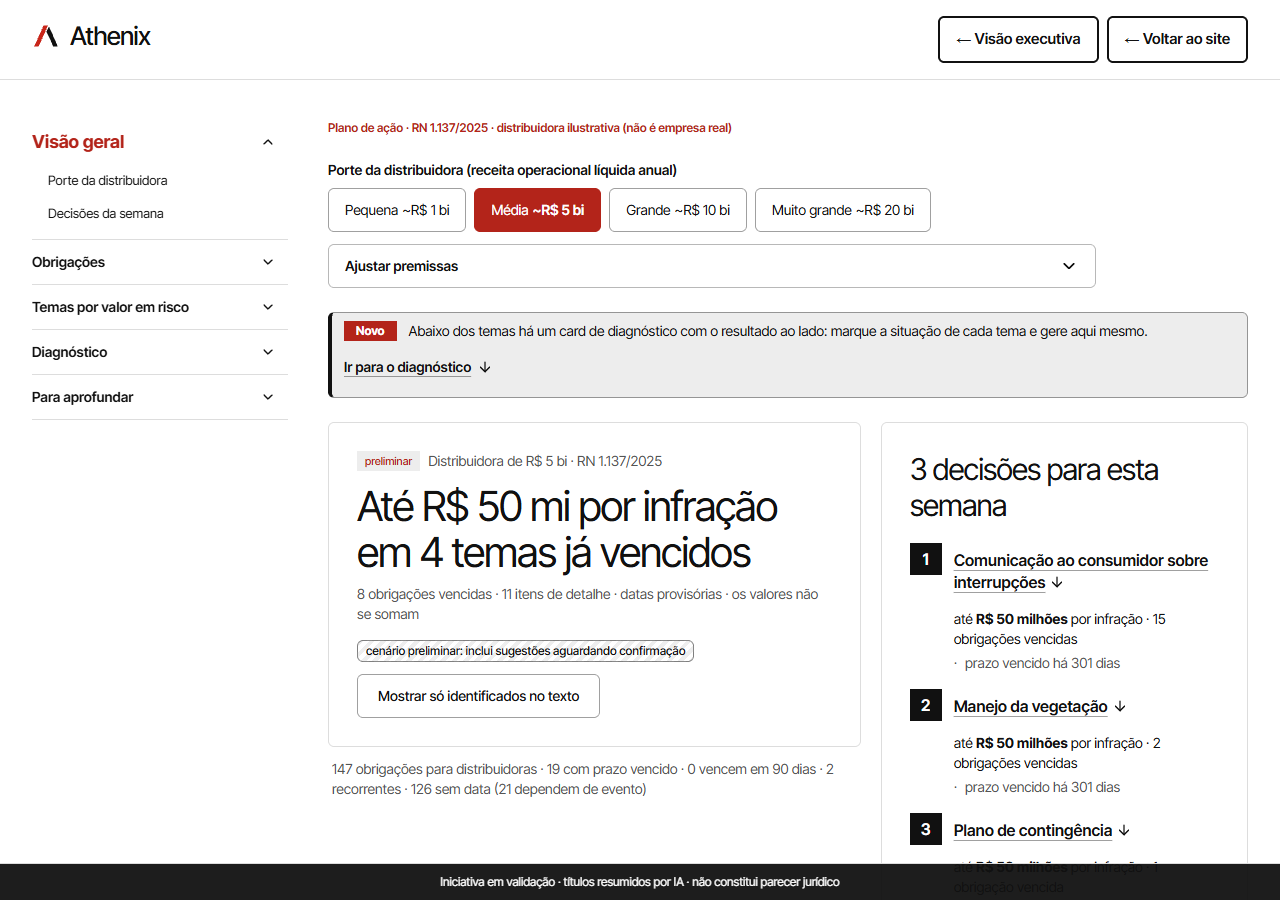 Athenix
← Visão executiva
← Voltar ao site
Visão geral
Porte da distribuidora
Decisões da semana
Obrigações
Temas por valor em risco
Diagnóstico
Para aprofundar
Plano de ação · RN 1.137/2025 · distribuidora ilustrativa (não é empresa real)
Porte da distribuidora (receita operacional líquida anual)
Pequena ~R$ 1 bi
Média ~R$ 5 bi
Grande ~R$ 10 bi
Muito grande ~R$ 20 bi
Ajustar premissas
Novo Abaixo dos temas há um card de diagnóstico com o resultado ao lado: marque a situação de cada tema e gere aqui mesmo.
Ir para o diagnóstico ↓
preliminar Distribuidora de R$ 5 bi · RN 1.137/2025
Até R$ 50 mi por infração
em 4 temas já vencidos
8 obrigações vencidas · 11 itens de detalhe · datas provisórias · os valores não
se somam
cenário preliminar: inclui sugestões aguardando confirmação
Mostrar só identificados no texto
147 obrigações para distribuidoras · 19 com prazo vencido · 0 vencem em 90 dias · 2
recorrentes · 126 sem data (21 dependem de evento)
3 decisões para esta
semana
1 Comunicação ao consumidor sobre
interrupções ↓
até R$ 50 milhões por infração · 15
obrigações vencidas
· prazo vencido há 301 dias
2 Manejo da vegetação ↓
até R$ 50 milhões por infração · 2
obrigações vencidas
· prazo vencido há 301 dias
3 Plano de contingência ↓
até R$ 50 milhões por infração · 1
obrigação vencida
Iniciativa em validação · títulos resumidos por IA · não constitui parecer jurídico